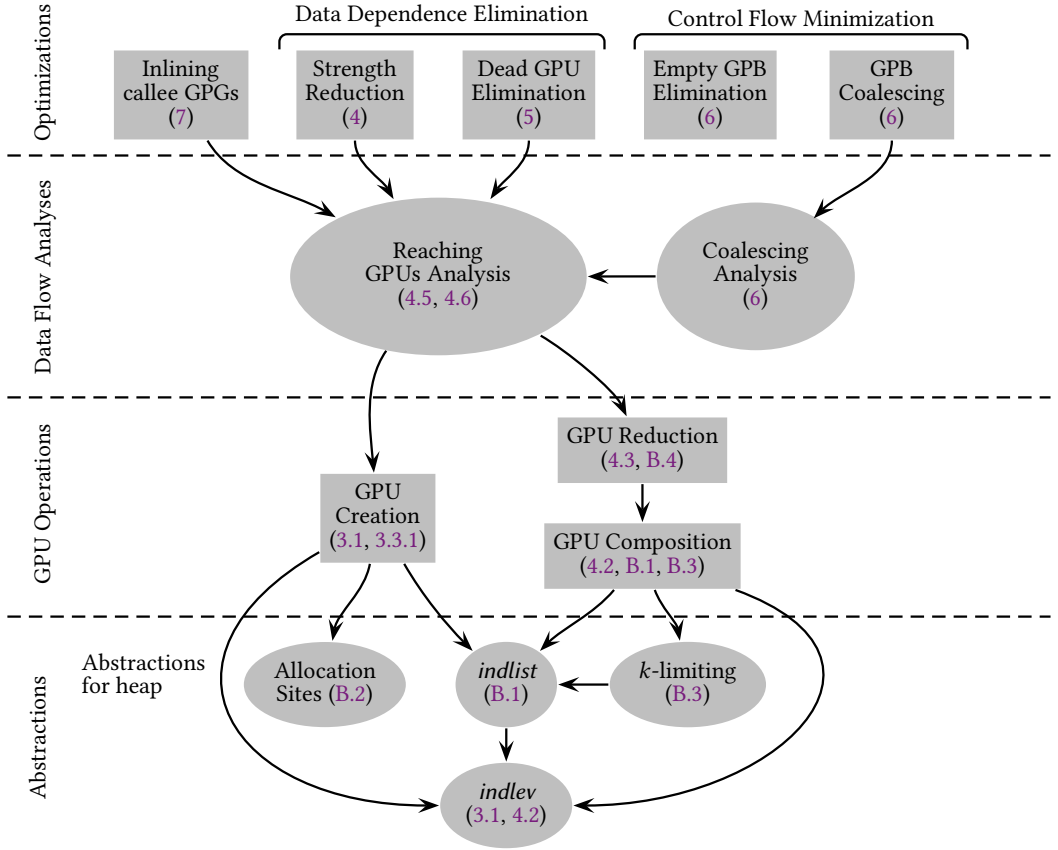 Optimizations
Data Dependence Elimination
Control Flow Minimization
Inlining
callee GPGs
(7)
Strength
Reduction
(4)
Dead GPU
Elimination
(5)
Empty GPB
Elimination
(6)
GPB
Coalescing
(6)
Data Flow Analyses
Reaching
GPUs Analysis
(4.5, 4.6)
Coalescing
Analysis
(6)
GPU Operations
GPU Reduction
(4.3, B.4)
GPU
Creation
(3.1, 3.3.1)
GPU Composition
(4.2, B.1, B.3)
Abstractions
Abstractions
for heap
Allocation
Sites (B.2)
indlist
(B.1)
k-limiting
(B.3)
indlev
(3.1, 4.2)